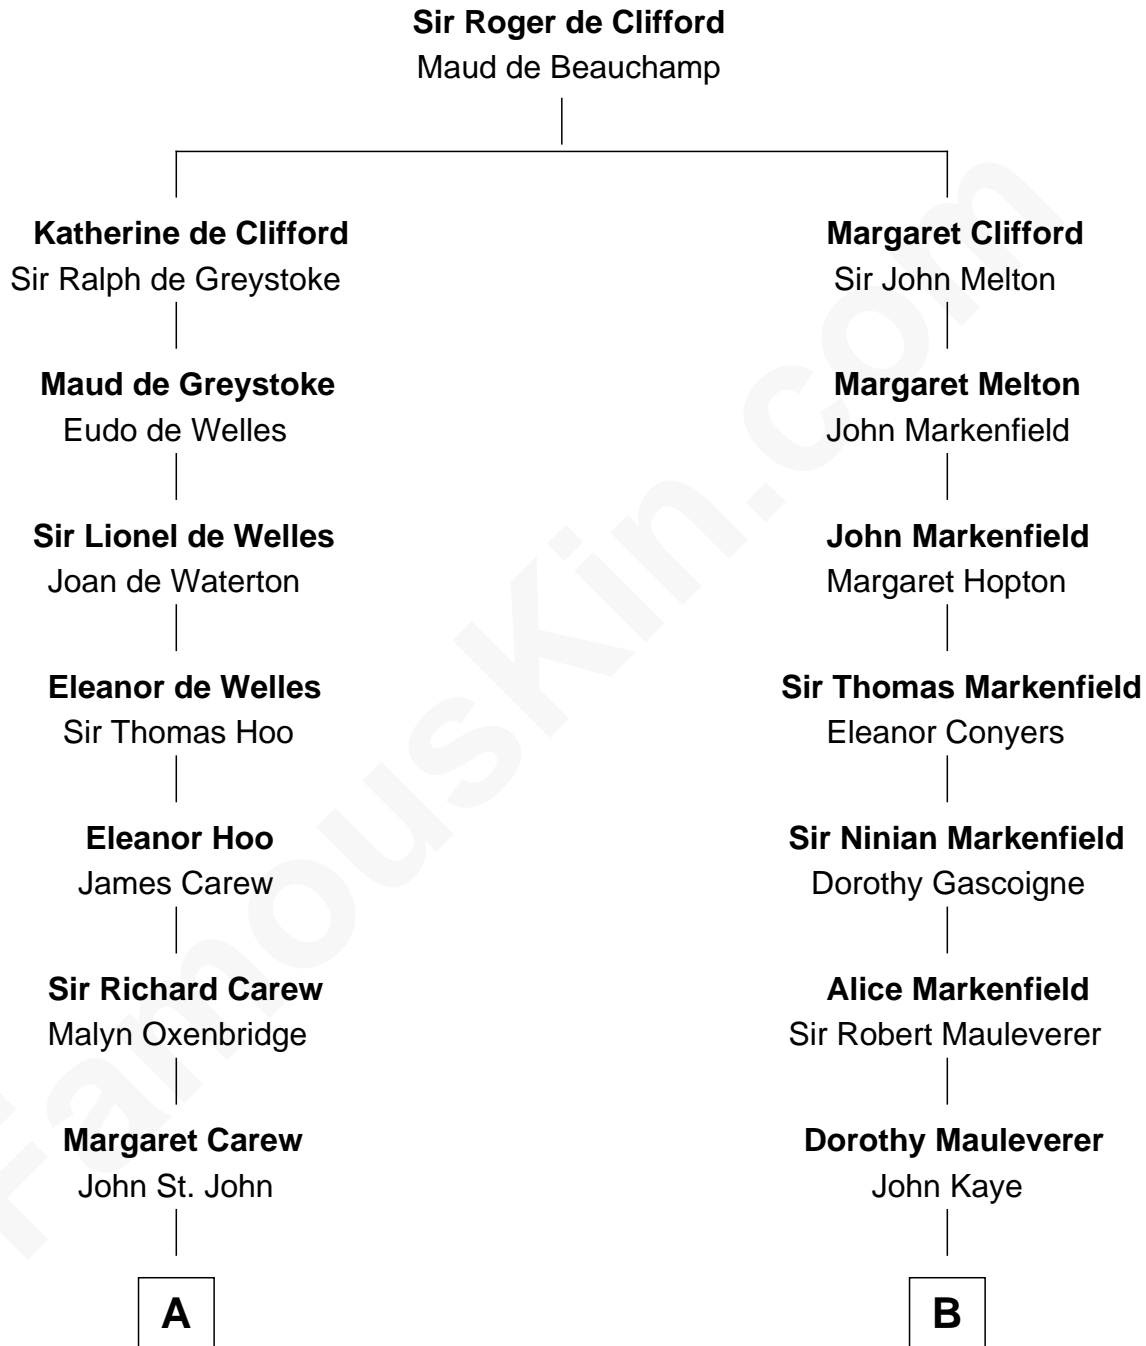 Sir Roger de Clifford
Maud de Beauchamp
Katherine de Clifford
Sir Ralph de Greystoke
Margaret Clifford
Sir John Melton
Maud de Greystoke
Eudo de Welles
Margaret Melton
John Markenfield
Sir Lionel de Welles
Joan de Waterton
John Markenfield
Margaret Hopton
Eleanor de Welles
Sir Thomas Hoo
Sir Thomas Markenfield
Eleanor Conyers
Eleanor Hoo
James Carew
Sir Ninian Markenfield
Dorothy Gascoigne
Sir Richard Carew
Malyn Oxenbridge
Alice Markenfield
Sir Robert Mauleverer
Margaret Carew
John St. John
Dorothy Mauleverer
John Kaye
A
B
FamousKin.com